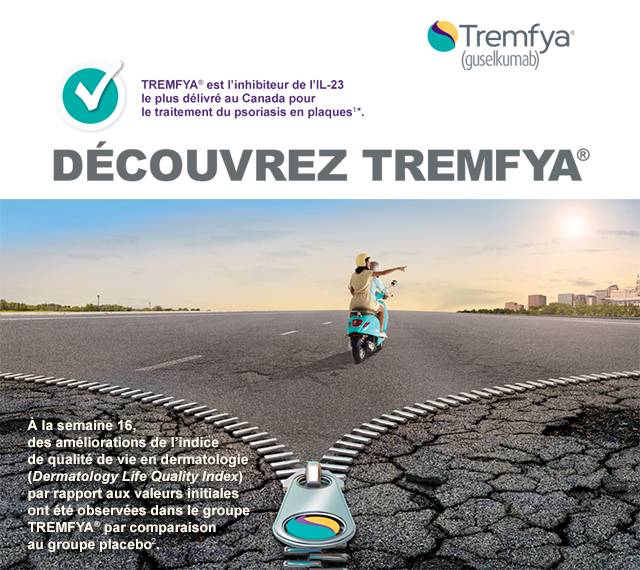 Tremfya®
(guselkumab)
TREMFYA® est l’inhibiteur de l’IL-23
le plus délivré au Canada pour
le traitement du psoriasis en plaques¹*.
DÉCOUVREZ TREMFYA®
À la semaine 16,
des améliorations de l’indice
de qualité de vie en dermatologie
(Dermatology Life Quality Index)
par rapport aux valeurs initiales
ont été observées dans le groupe
TREMFYA® par comparaison
au groupe placebo².